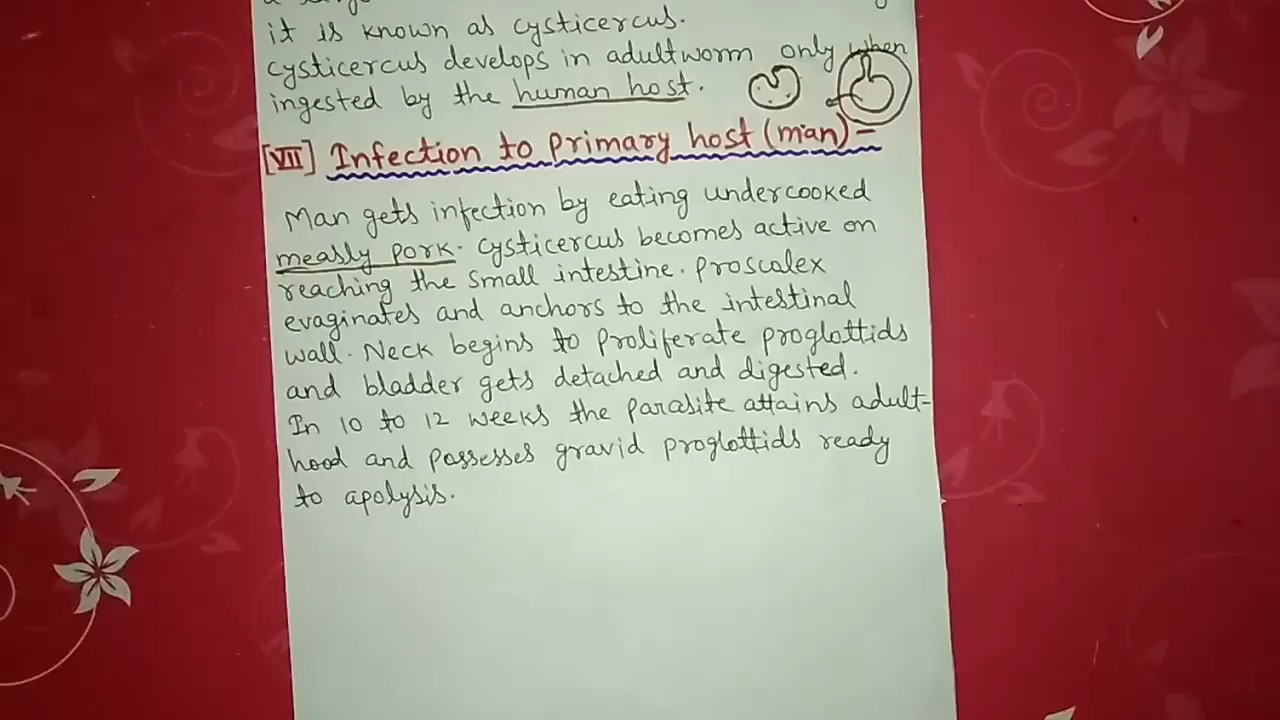 it is known as cysticercus.
cysticercus develops in adultworm only when
ingested by the human host.
[VII] Infection to primary host (man)-
Man gets infection by eating undercooked
measly pork. Cysticercus becomes active on
reaching the small intestine. Proscolex
evaginates and anchors to the intestinal
wall. Neck begins to proliferate proglottids
and bladder gets detached and digested.
In 10 to 12 weeks the parasite attains adult-
hood and possesses gravid proglottids ready
to apolysis.